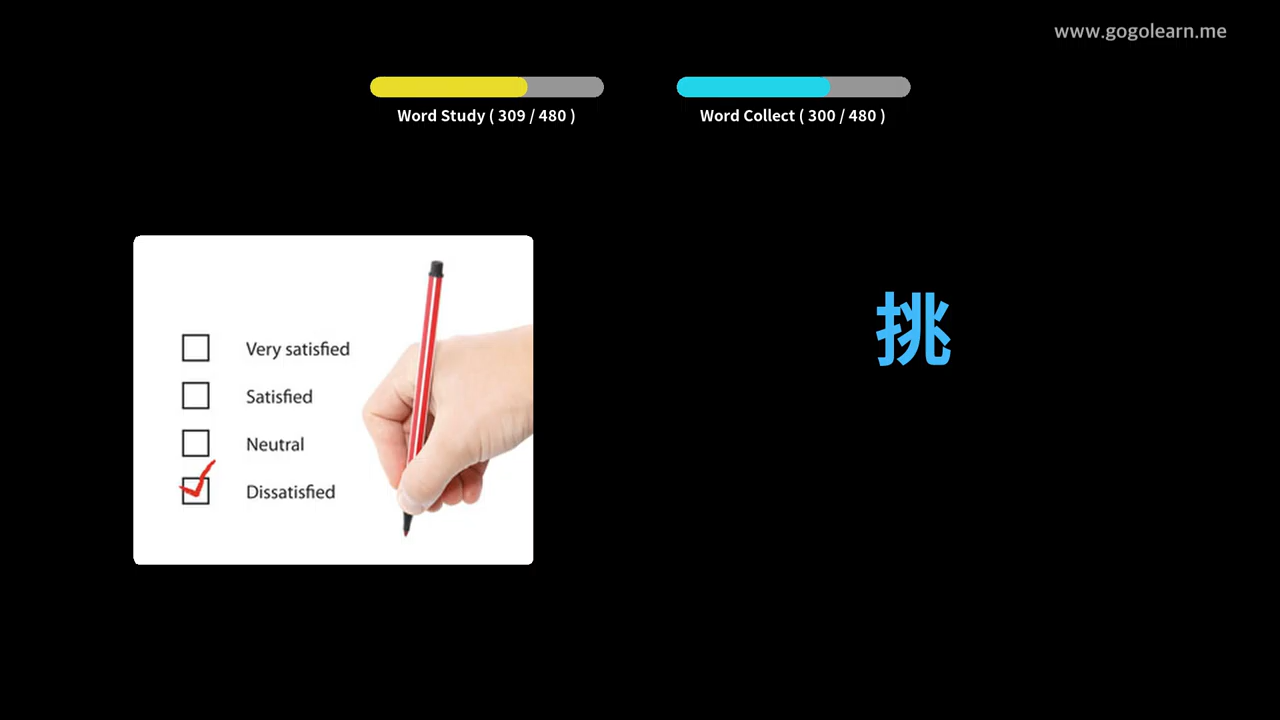 www.gogolearn.me
Word Study ( 309 / 480 )
Word Collect ( 300 / 480 )
Very satisfied
Satisfied
Neutral
Dissatisfied
挑